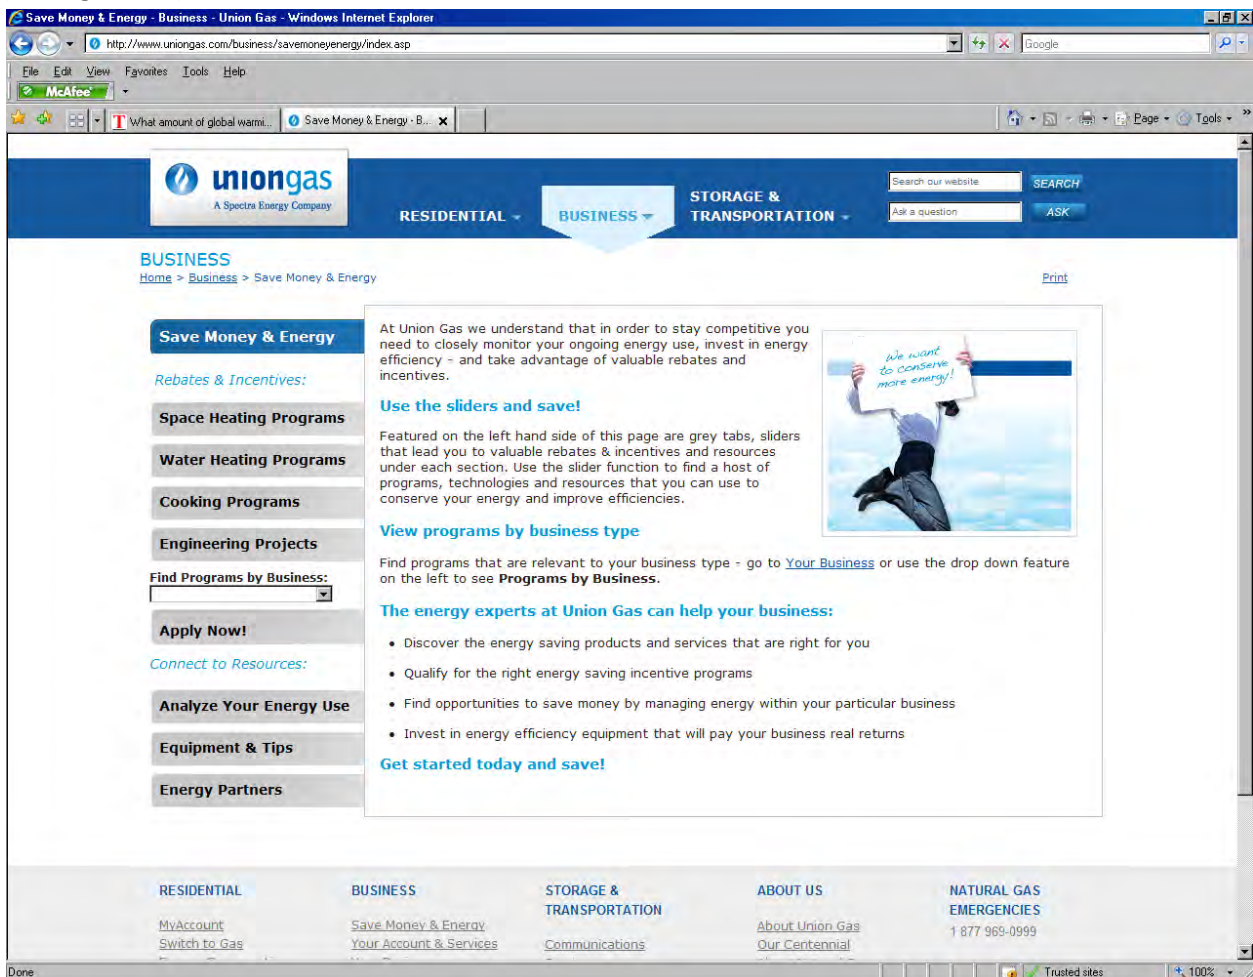 Save Money & Energy - Business - Union Gas - Windows Internet Explorer
http://www.uniongas.com/business/savemoneyenergy/index.asp
Google
File Edit View Favorites Tools Help
McAfee
What amount of global warmi...
Save Money & Energy - B...
Page Tools
uniongas
A Spectra Energy Company
RESIDENTIAL
BUSINESS
STORAGE &
TRANSPORTATION
Search our website
SEARCH
Ask a question
ASK
BUSINESS
Home > Business > Save Money & Energy
Print
Save Money & Energy
Rebates & Incentives:
Space Heating Programs
Water Heating Programs
Cooking Programs
Engineering Projects
Find Programs by Business:
Apply Now!
Connect to Resources:
Analyze Your Energy Use
Equipment & Tips
Energy Partners
At Union Gas we understand that in order to stay competitive you
need to closely monitor your ongoing energy use, invest in energy
efficiency - and take advantage of valuable rebates and
incentives.
We want
to conserve
more energy!
Use the sliders and save!
Featured on the left hand side of this page are grey tabs, sliders
that lead you to valuable rebates & incentives and resources
under each section. Use the slider function to find a host of
programs, technologies and resources that you can use to
conserve your energy and improve efficiencies.
View programs by business type
Find programs that are relevant to your business type - go to Your Business or use the drop down feature
on the left to see Programs by Business.
The energy experts at Union Gas can help your business:
• Discover the energy saving products and services that are right for you
• Qualify for the right energy saving incentive programs
• Find opportunities to save money by managing energy within your particular business
• Invest in energy efficiency equipment that will pay your business real returns
Get started today and save!
RESIDENTIAL
MyAccount
Switch to Gas
BUSINESS
Save Money & Energy
Your Account & Services
STORAGE &
TRANSPORTATION
Communications
ABOUT US
About Union Gas
Our Centennial
NATURAL GAS
EMERGENCIES
1 877 969-0999
Done
Trusted sites
100%